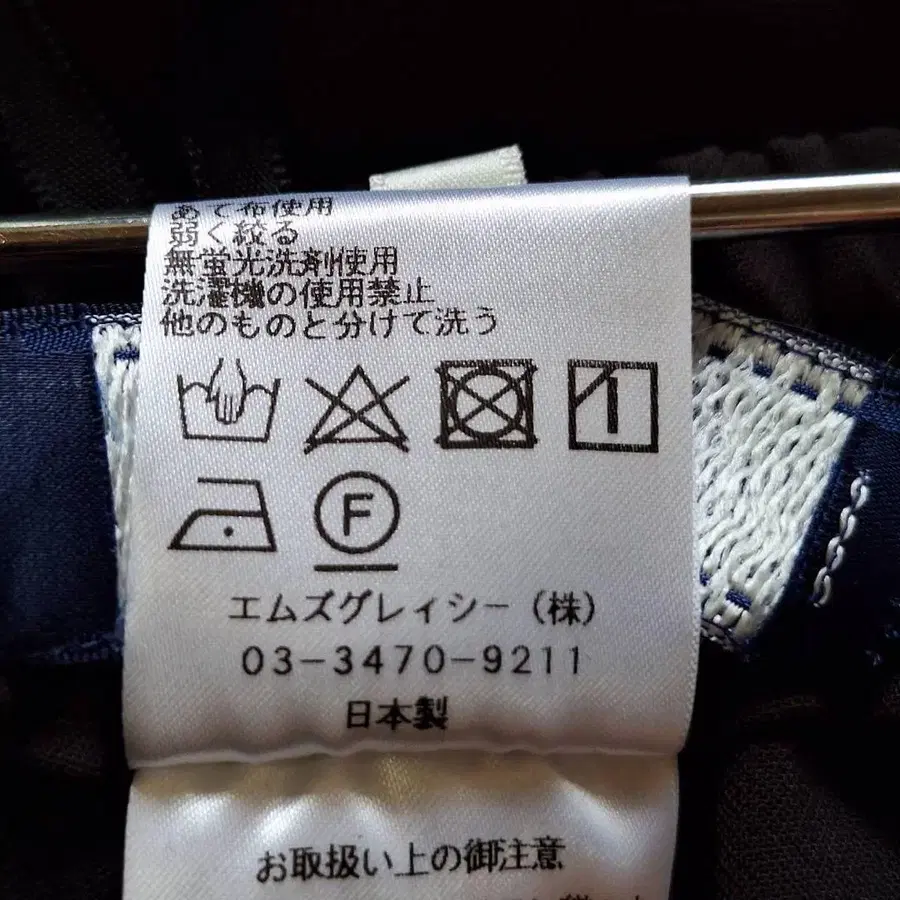 あて布使用
弱く絞る
無蛍光洗剤使用
洗濯機の使用禁止
他のものと分けて洗う
F
エムズグレイシー(株)
03-3470-9211
日本製
お取扱い上の御注意